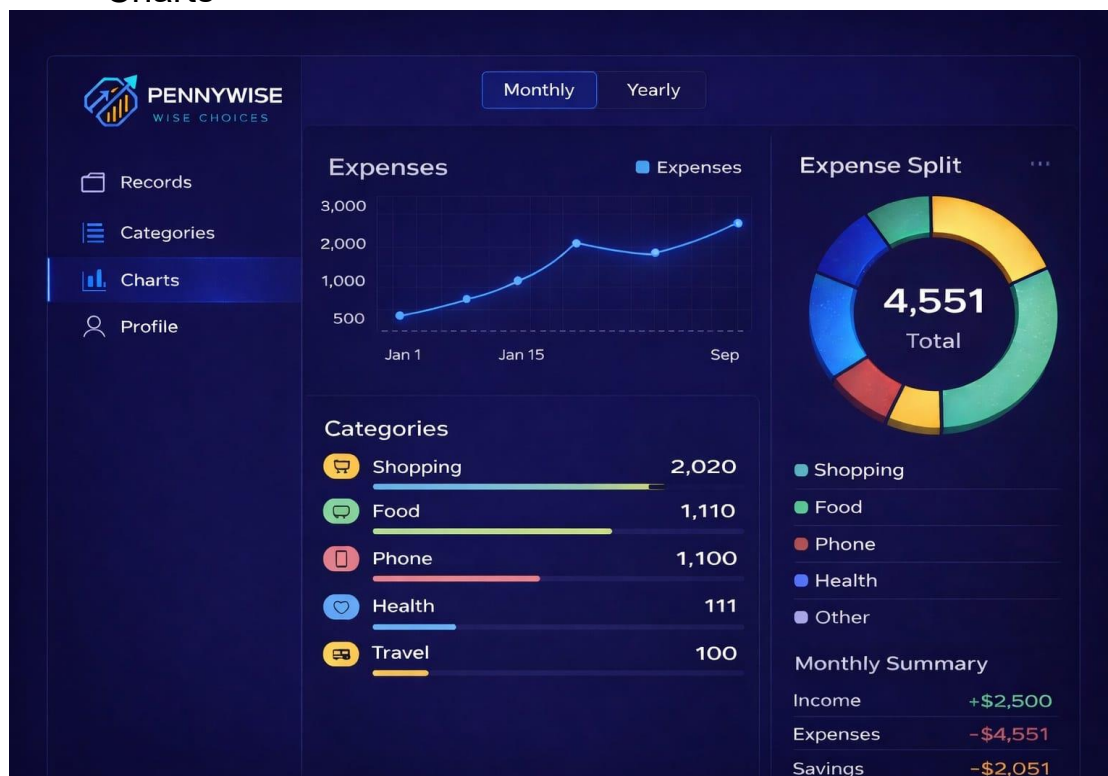 Charts
PENNYWISE
WISE CHOICES
Records
Categories
Charts
Profile
Monthly Yearly
Expenses
Expenses
3,000
2,000
1,000
500
Jan 1 Jan 15 Sep
Categories
Shopping 2,020
Food 1,110
Phone 1,100
Health 111
Travel 100
Expense Split
4,551
Total
Shopping
Food
Phone
Health
Other
Monthly Summary
Income +$2,500
Expenses -$4,551
Savings -$2,051